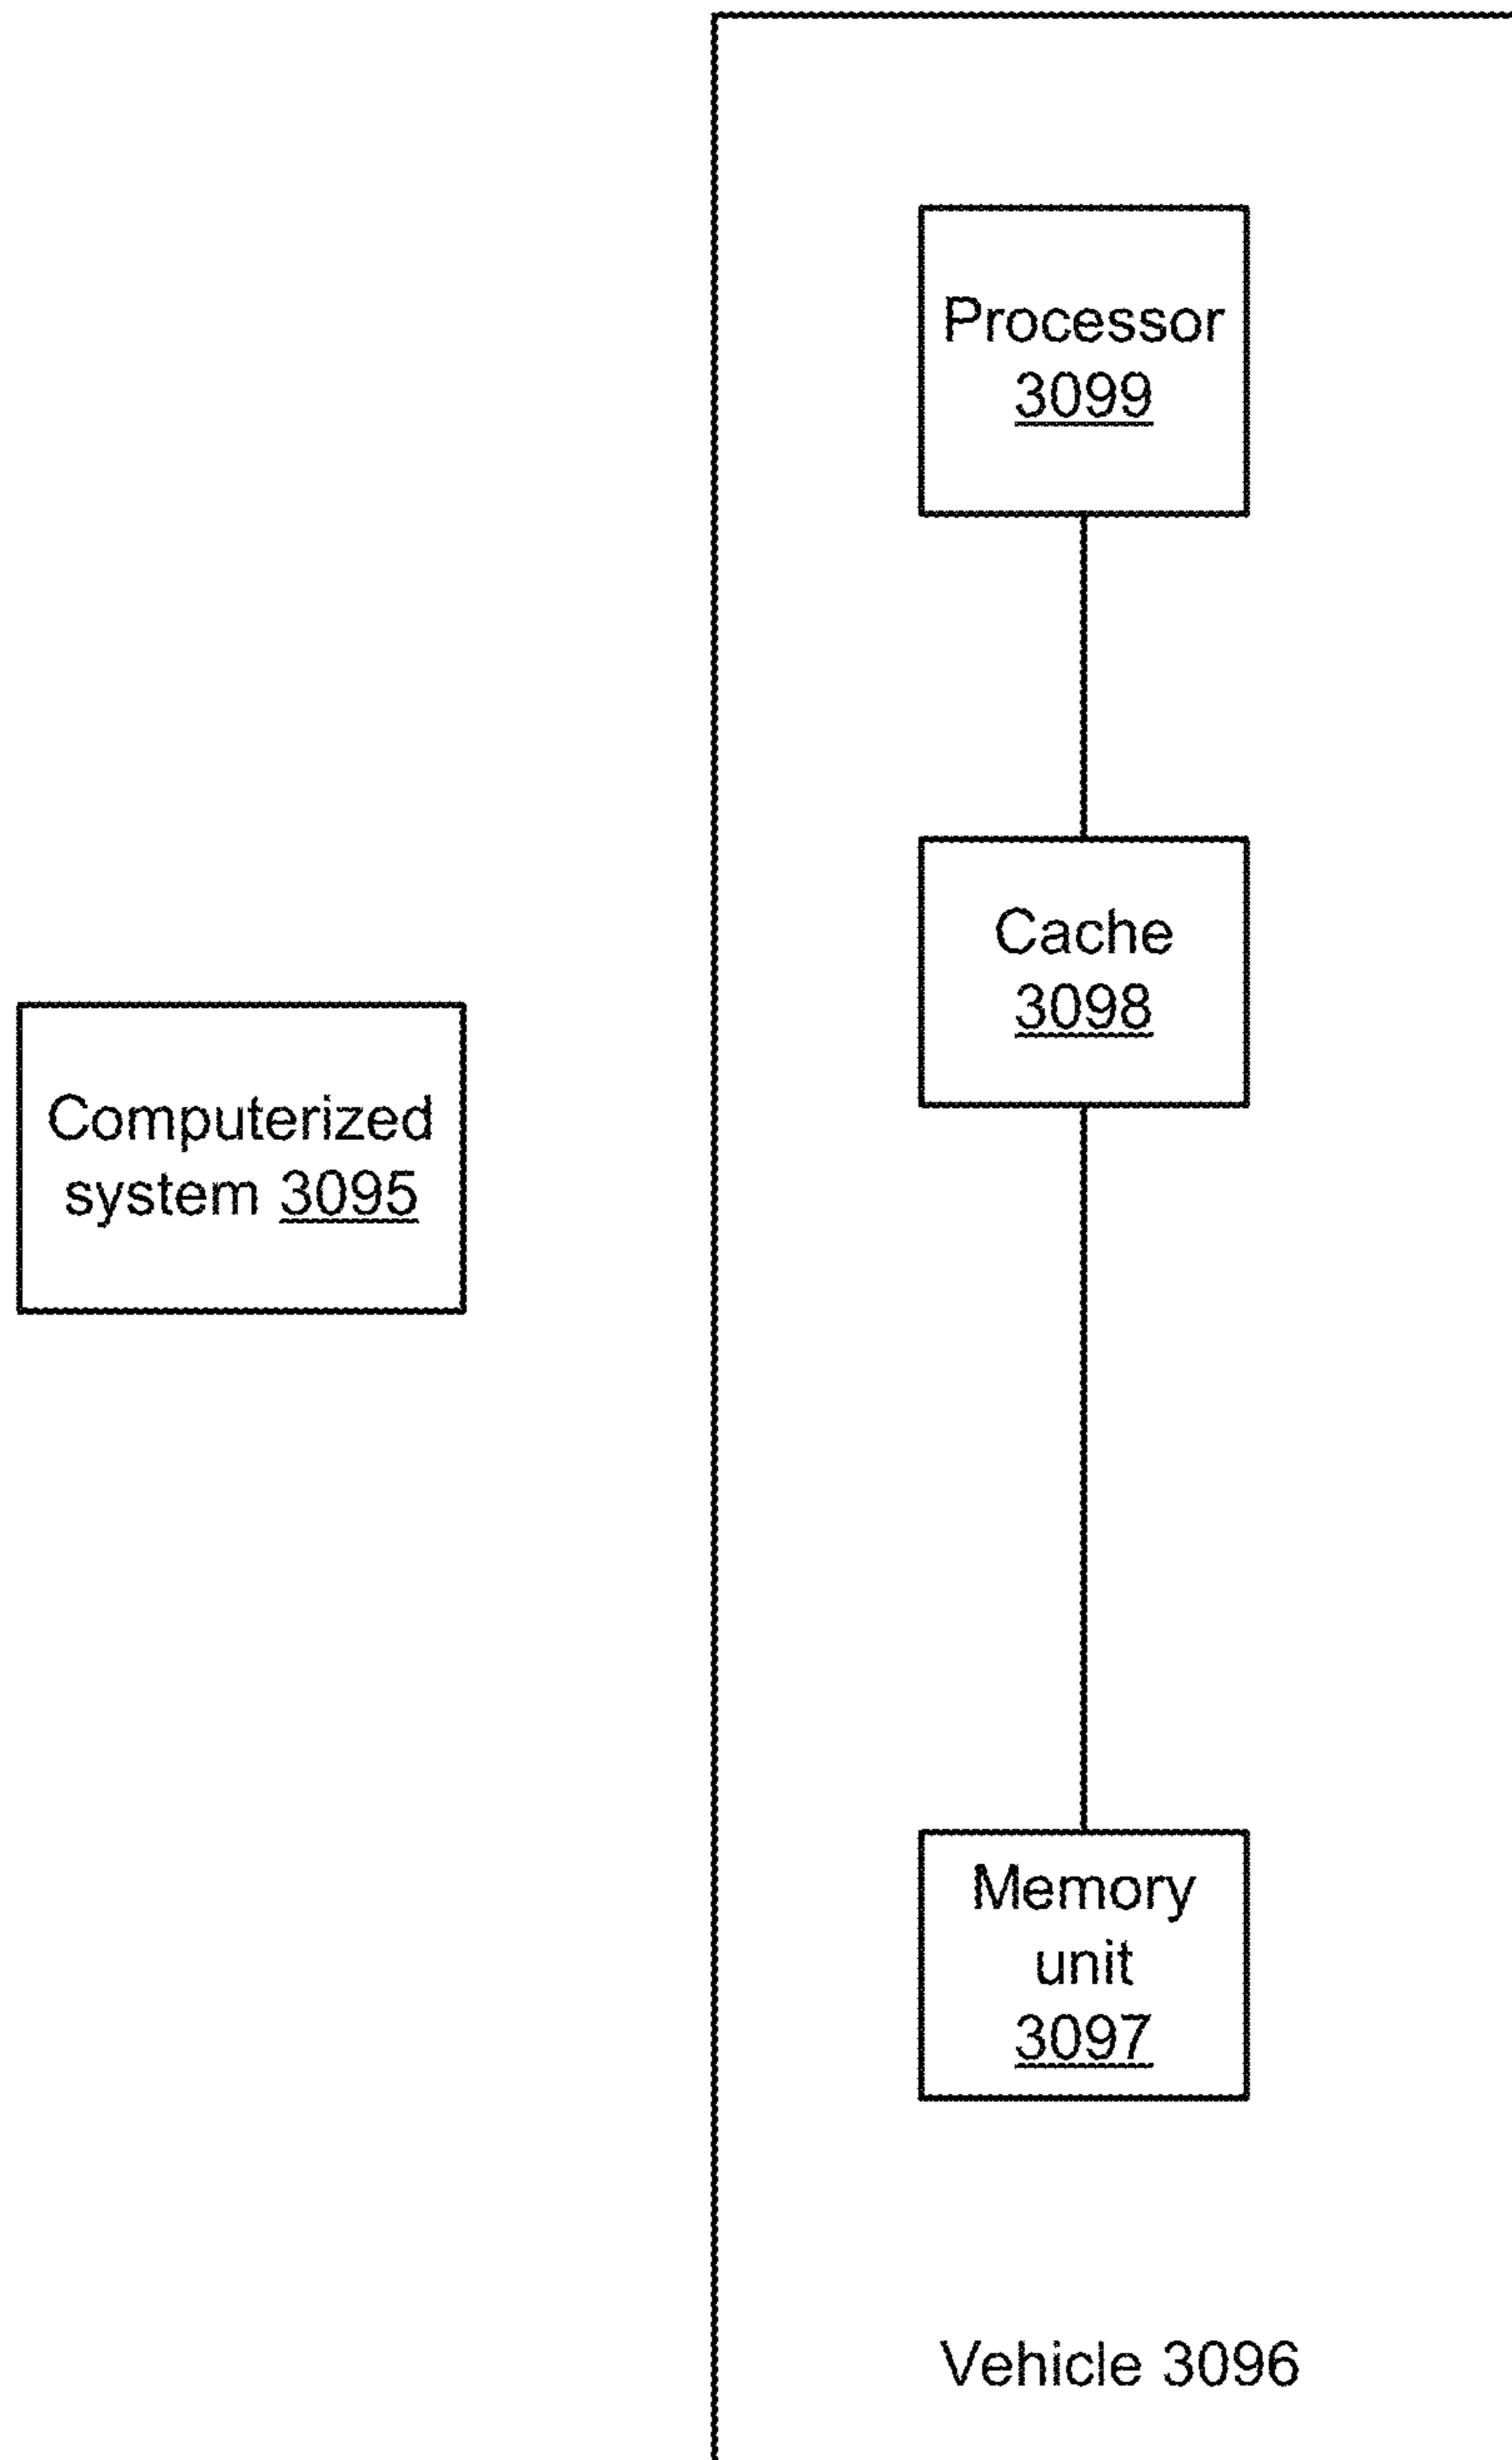 Processor
3099
Cache
3098
Computerized
system 3095
Memory
unit
3097
Vehicle 3096